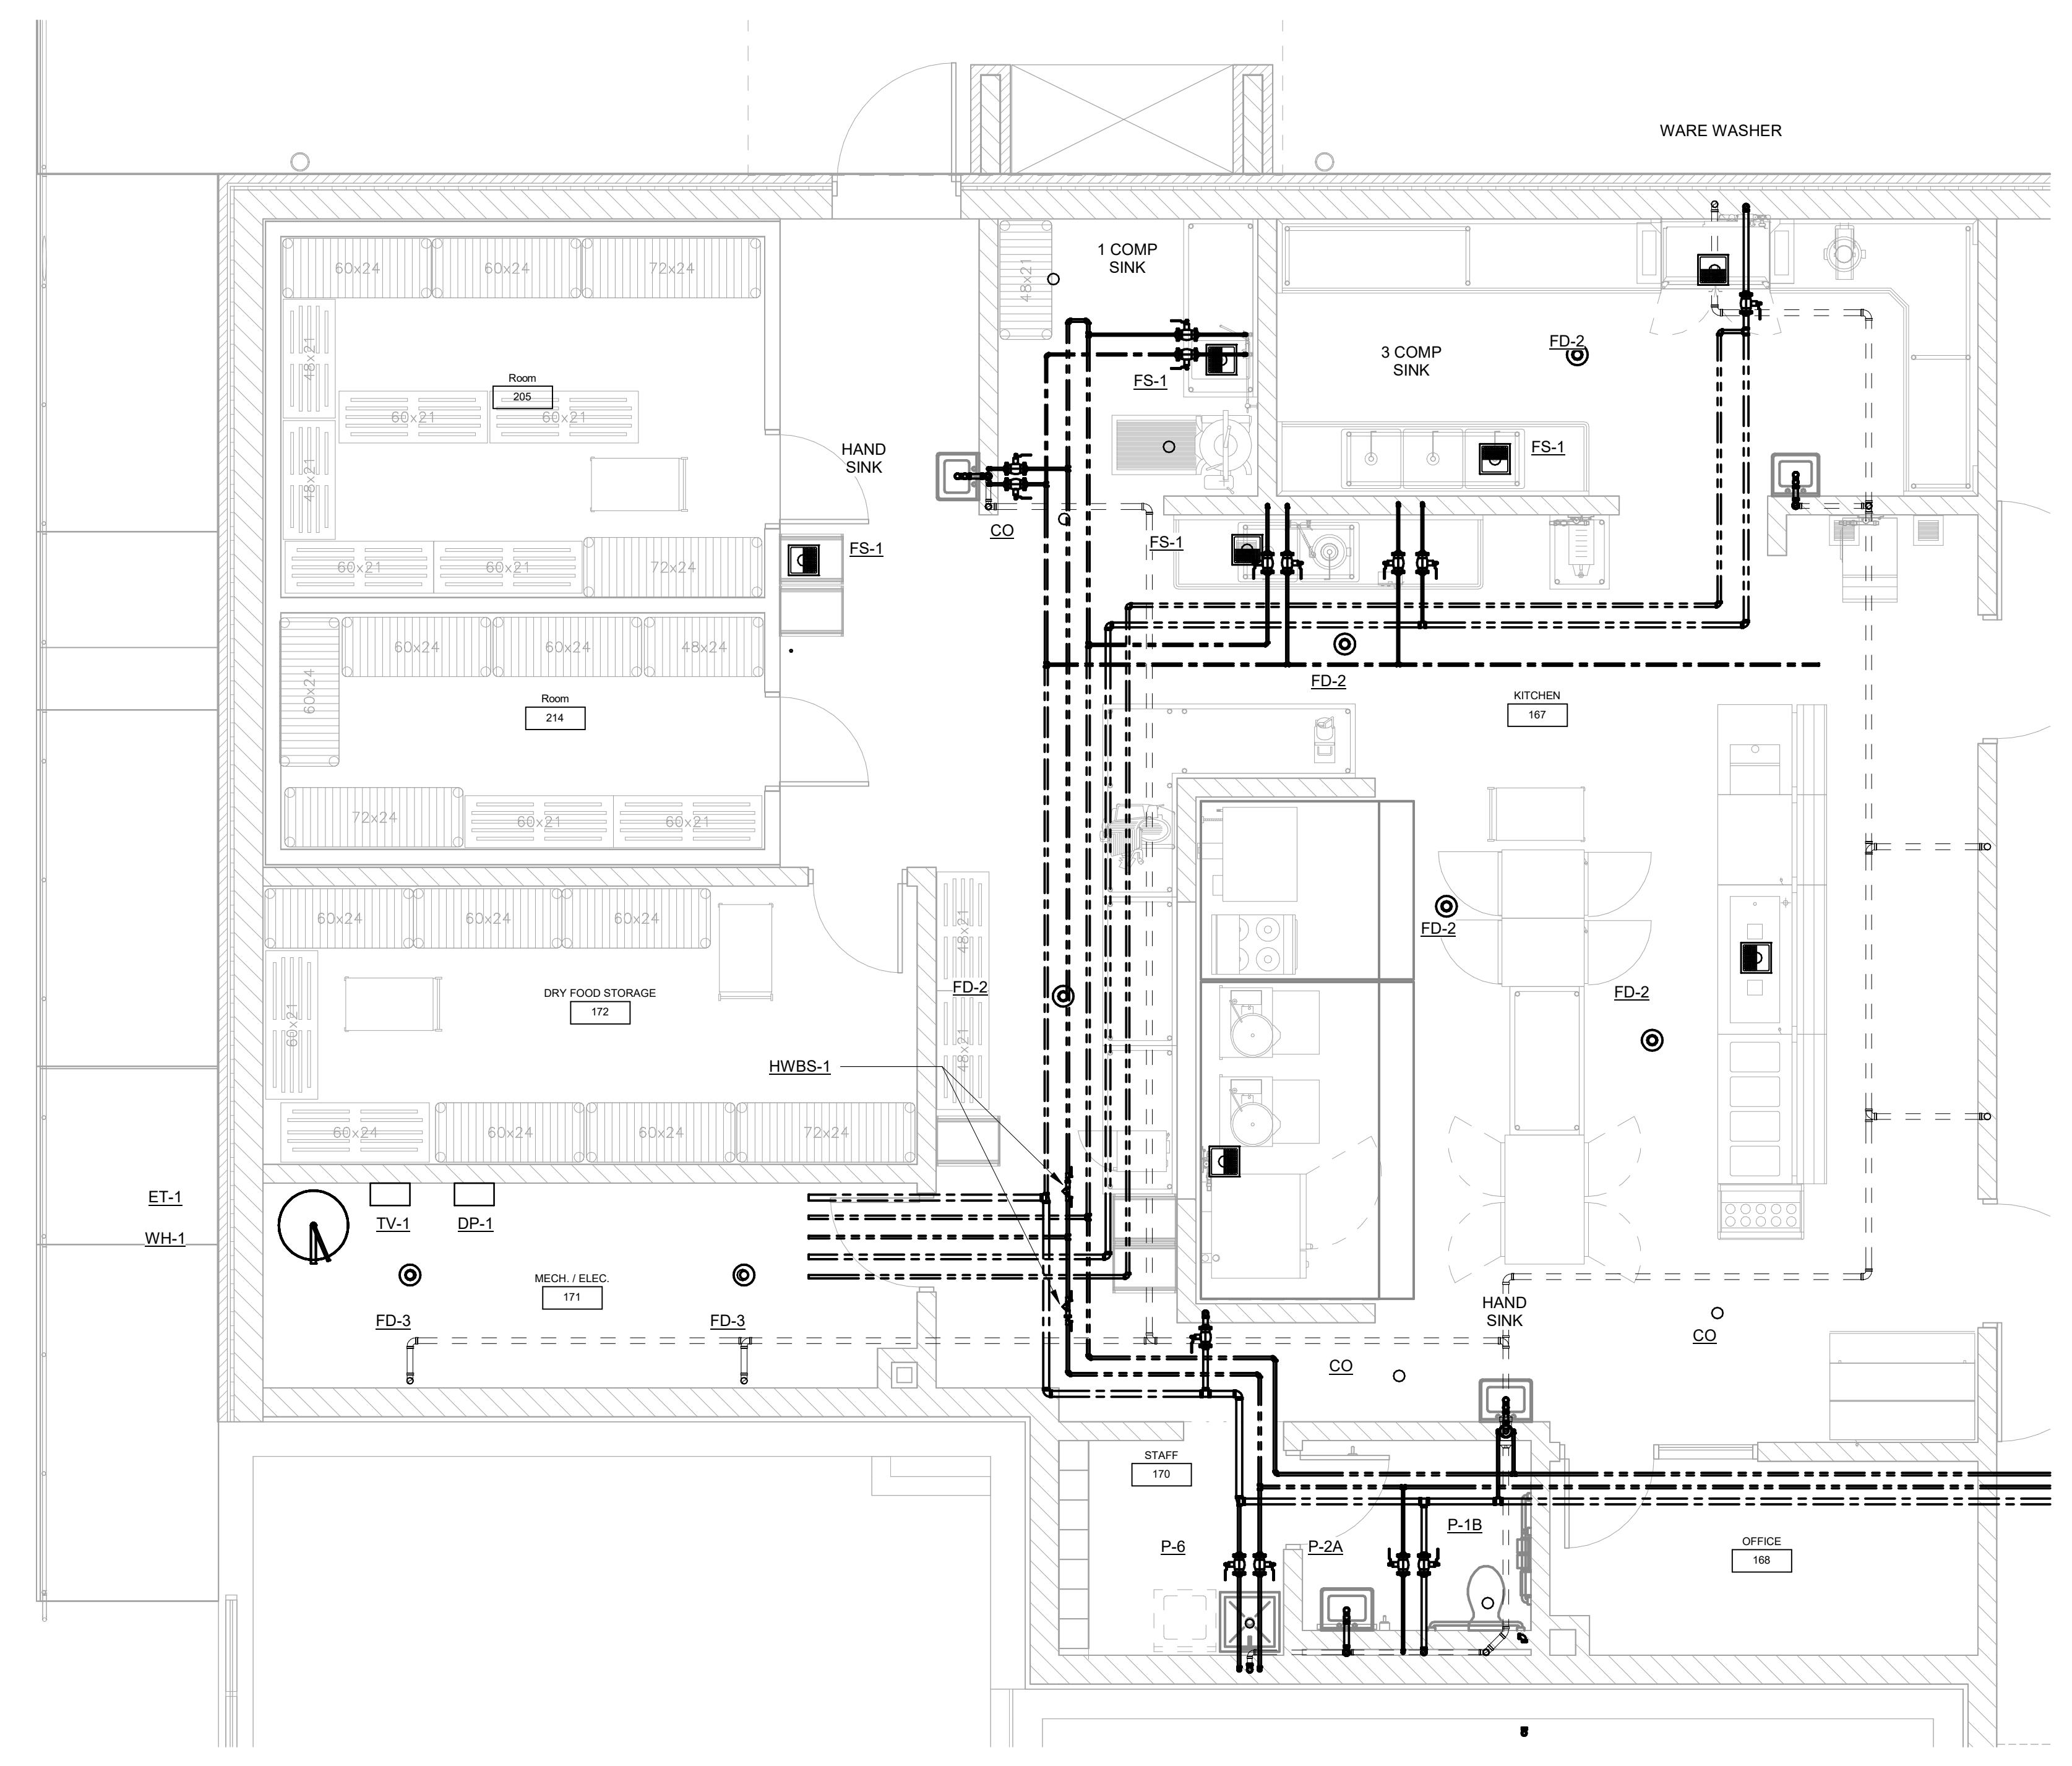 WARE WASHER
1 COMP
SINK
60x24
60x24
72x24
48x21
48x21
3 COMP
SINK
FD-2
Room
205
FS-1
60x21
60x21
HAND
SINK
FS-1
48x21
CO
FS-1
FS-1
60x21
60x21
72x24
60x24
60x24
48x24
60x24
FD-2
Room
214
KITCHEN
167
72x24
60x21
60x21
60x24
60x24
60x24
48x21
FD-2
DRY FOOD STORAGE
172
FD-2
FD-2
60x21
48x21
HWBS-1
60x24
60x24
60x24
72x24
ET-1
WH-1
TV-1
DP-1
MECH. / ELEC.
171
FD-3
FD-3
HAND
SINK
CO
CO
STAFF
170
P-6
P-2A
P-1B
OFFICE
168